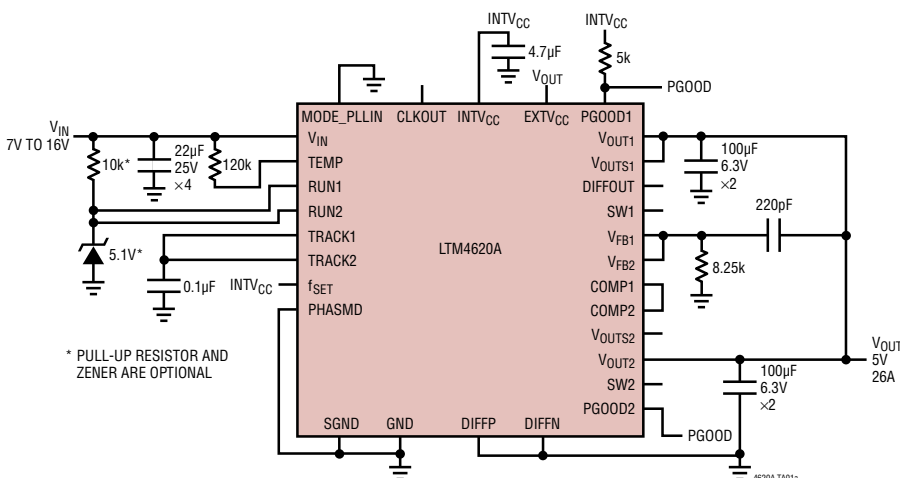 INTVCC
INTVCC
4.7µF
5k
VOUT
PGOOD
MODE_PLLIN CLKOUT INTVCC EXTVCC PGOOD1
VIN
7V TO 16V
10k*
22µF
25V
×4
120k
VIN
TEMP
RUN1
RUN2
TRACK1
TRACK2
fSET
PHASMD
5.1V*
0.1µF
INTVCC
* PULL-UP RESISTOR AND
ZENER ARE OPTIONAL
LTM4620A
VOUT1
VOUTS1
DIFFOUT
SW1
VFB1
VFB2
COMP1
COMP2
VOUTS2
VOUT2
SW2
PGOOD2
100µF
6.3V
×2
220pF
8.25k
VOUT
5V
26A
100µF
6.3V
×2
PGOOD
SGND GND DIFFP DIFFN
4620A TA01a